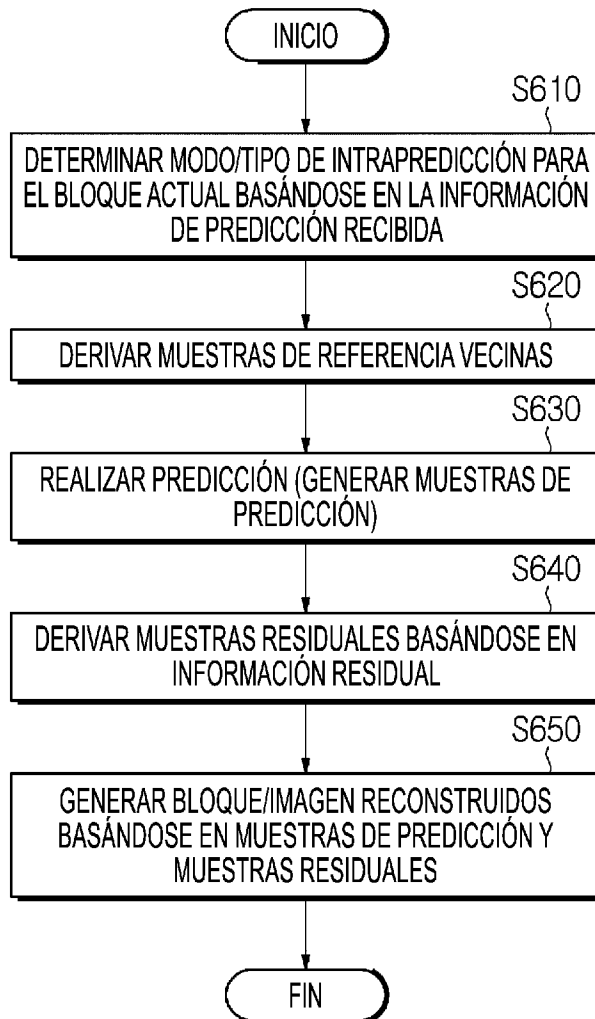 INICIO
S610
DETERMINAR MODO/TIPO DE INTRAPREDICCIÓN PARA
EL BLOQUE ACTUAL BASÁNDOSE EN LA INFORMACIÓN
DE PREDICCIÓN RECIBIDA
S620
DERIVAR MUESTRAS DE REFERENCIA VECINAS
S630
REALIZAR PREDICCIÓN (GENERAR MUESTRAS DE
PREDICCIÓN)
S640
DERIVAR MUESTRAS RESIDUALES BASÁNDOSE EN
INFORMACIÓN RESIDUAL
S650
GENERAR BLOQUE/IMAGEN RECONSTRUIDOS
BASÁNDOSE EN MUESTRAS DE PREDICCIÓN Y
MUESTRAS RESIDUALES
FIN